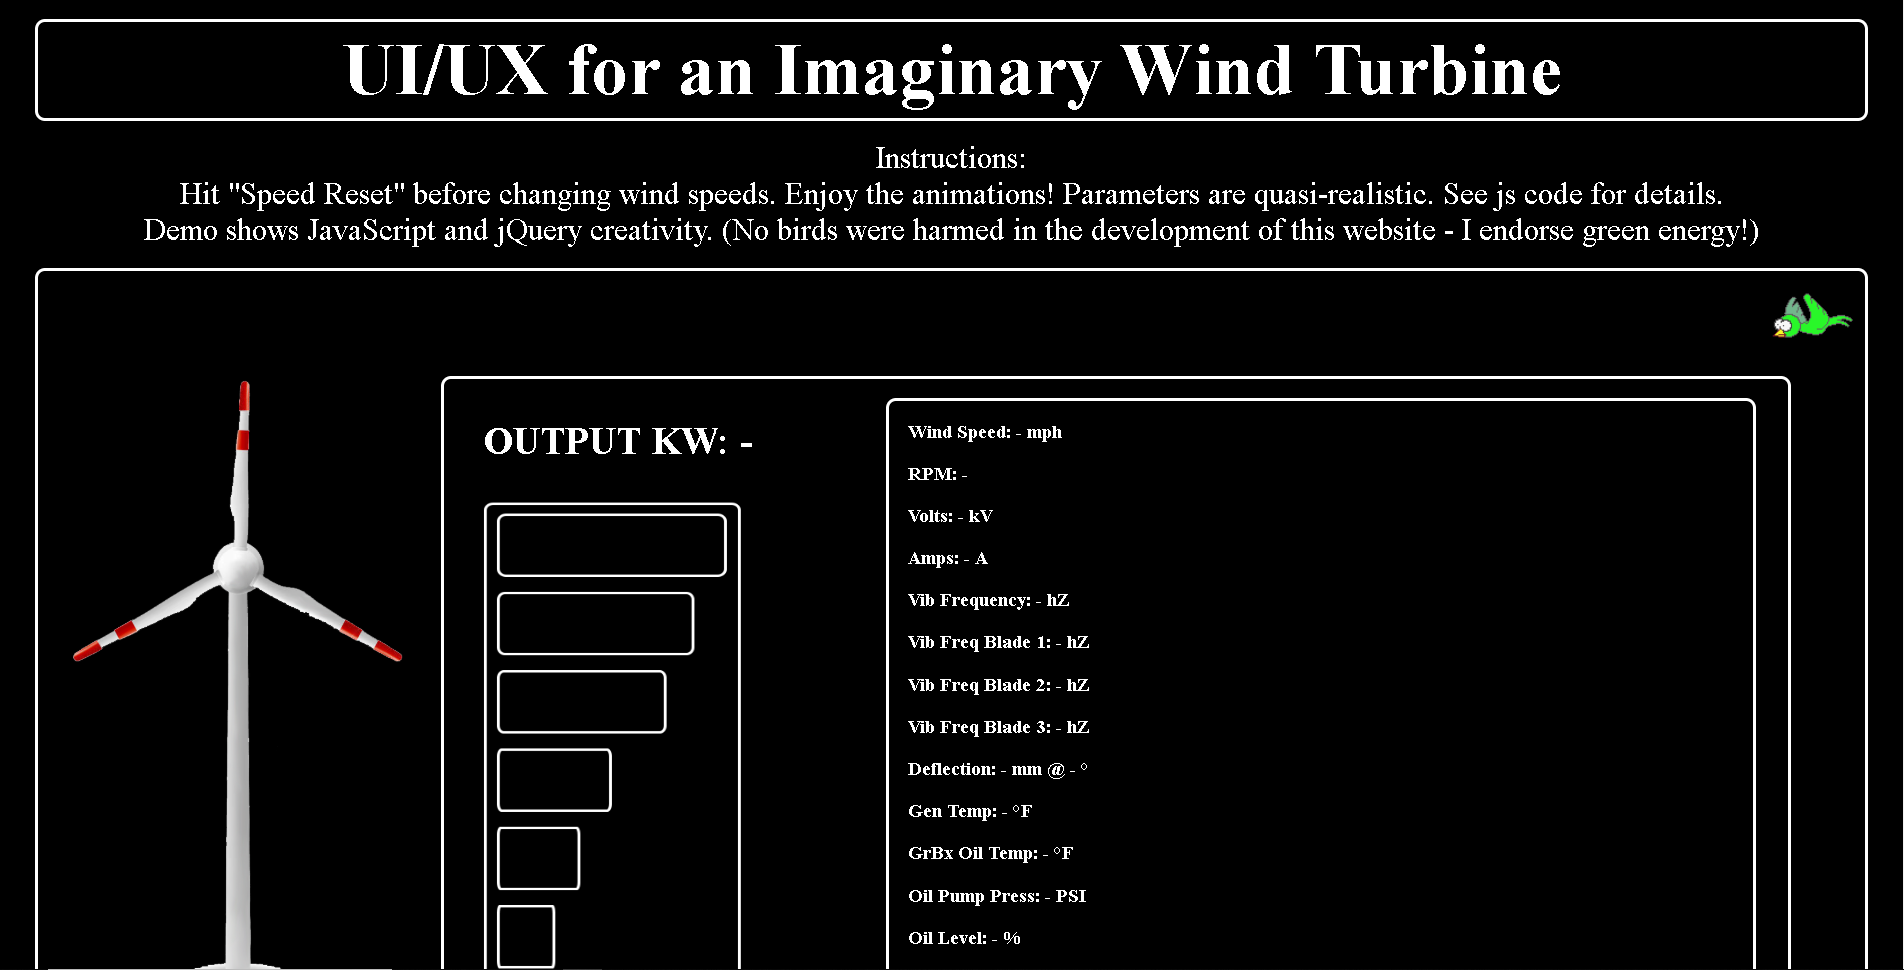 UI/UX for an Imaginary Wind Turbine
Instructions:
Hit "Speed Reset" before changing wind speeds. Enjoy the animations! Parameters are quasi-realistic. See js code for details.
Demo shows JavaScript and jQuery creativity. (No birds were harmed in the development of this website - I endorse green energy!)
OUTPUT KW: -
Wind Speed: - mph
RPM: -
Volts: - kV
Amps: - A
Vib Frequency: - hZ
Vib Freq Blade 1: - hZ
Vib Freq Blade 2: - hZ
Vib Freq Blade 3: - hZ
Deflection: - mm @ - °
Gen Temp: - °F
GrBx Oil Temp: - °F
Oil Pump Press: - PSI
Oil Level: - %